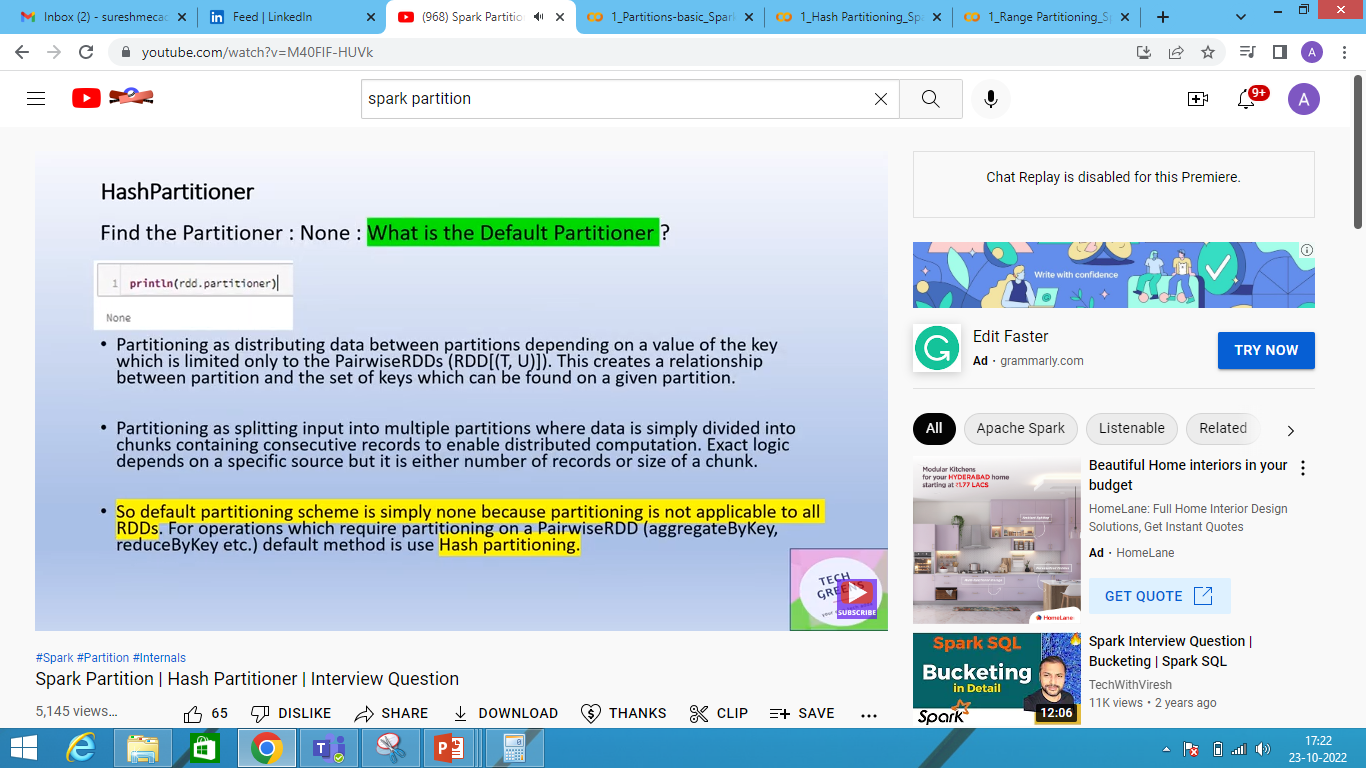 Inbox (2) - sureshmecad
Feed | LinkedIn
(968) Spark Partition
1_Partitions-basic_Spark
1_Hash Partitioning_Spa
1_Range Partitioning_Sp
youtube.com/watch?v=M40FIF-HUVk
A
spark partition
9+
A
HashPartitioner
Find the Partitioner : None : What is the Default Partitioner ?
1 println(rdd.partitioner)
None
• Partitioning as distributing data between partitions depending on a value of the key
which is limited only to the PairwiseRDDs (RDD[(T, U)]). This creates a relationship
between partition and the set of keys which can be found on a given partition.
• Partitioning as splitting input into multiple partitions where data is simply divided into
chunks containing consecutive records to enable distributed computation. Exact logic
depends on a specific source but it is either number of records or size of a chunk.
• So default partitioning scheme is simply none because partitioning is not applicable to all
RDDs. For operations which require partitioning on a PairwiseRDD (aggregateByKey,
reduceByKey etc.) default method is use Hash partitioning.
TECH
GREENS
SUBSCRIBE
#Spark #Partition #Internals
Spark Partition | Hash Partitioner | Interview Question
5,145 views...
65
DISLIKE
SHARE
DOWNLOAD
THANKS
CLIP
SAVE
Chat Replay is disabled for this Premiere.
Write with confidence
Edit Faster
Ad · grammarly.com
TRY NOW
All
Apache Spark
Listenable
Related
Modular Kitchens
for your HYDERABAD home
starting at ₹1.77 LACS
HomeLane
Beautiful Home interiors in your
budget
HomeLane: Full Home Interior Design
Solutions, Get Instant Quotes
Ad · HomeLane
GET QUOTE
Spark SQL
Bucketing
in Detail
Spark
12:06
Spark Interview Question |
Bucketing | Spark SQL
TechWithViresh
11K views · 2 years ago
17:22
23-10-2022